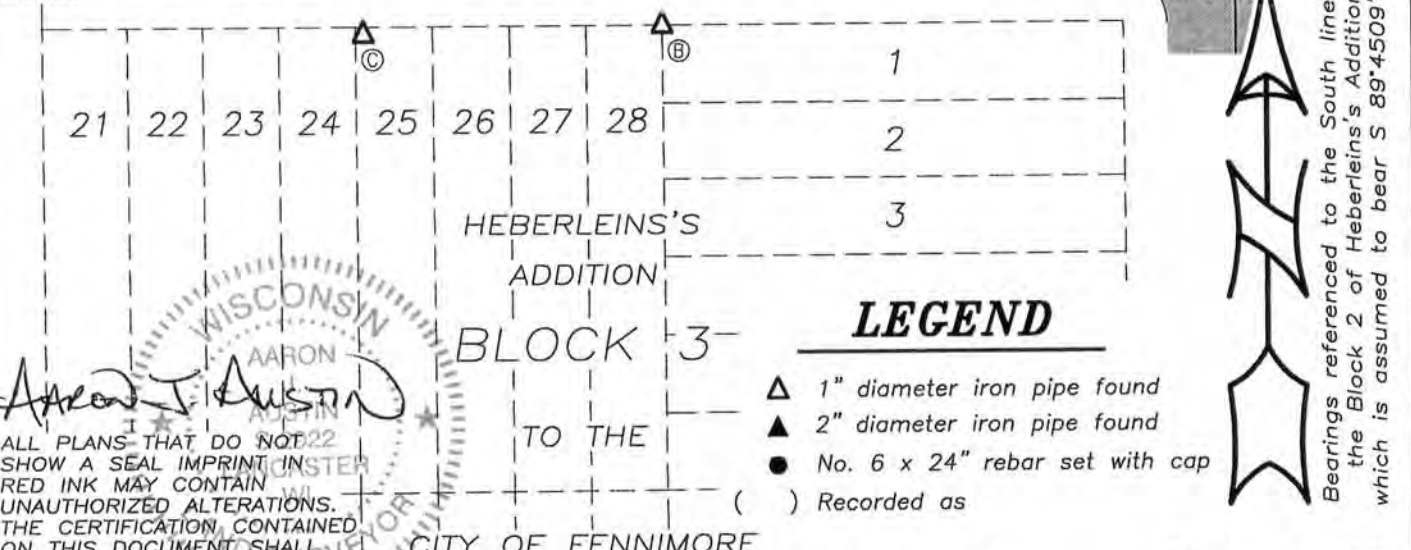 Ⓒ
Ⓑ
21 22 23 24 25 26 27 28
1
2
3
HEBERLEINS'S
ADDITION
BLOCK 3
TO THE
CITY OF FENNIMORE
WISCONSIN
AARON
J.
AUSTIN
WI
AARON J. AUSTIN
ALL PLANS THAT DO NOT
SHOW A SEAL IMPRINT IN
RED INK MAY CONTAIN
UNAUTHORIZED ALTERATIONS.
THE CERTIFICATION CONTAINED
ON THIS DOCUMENT SHALL
LEGEND
△ 1" diameter iron pipe found
▲ 2" diameter iron pipe found
● No. 6 x 24" rebar set with cap
( ) Recorded as
N
Bearings referenced to the South line
the Block 2 of Heberleins's Addition
which is assumed to bear S 89°45'09"